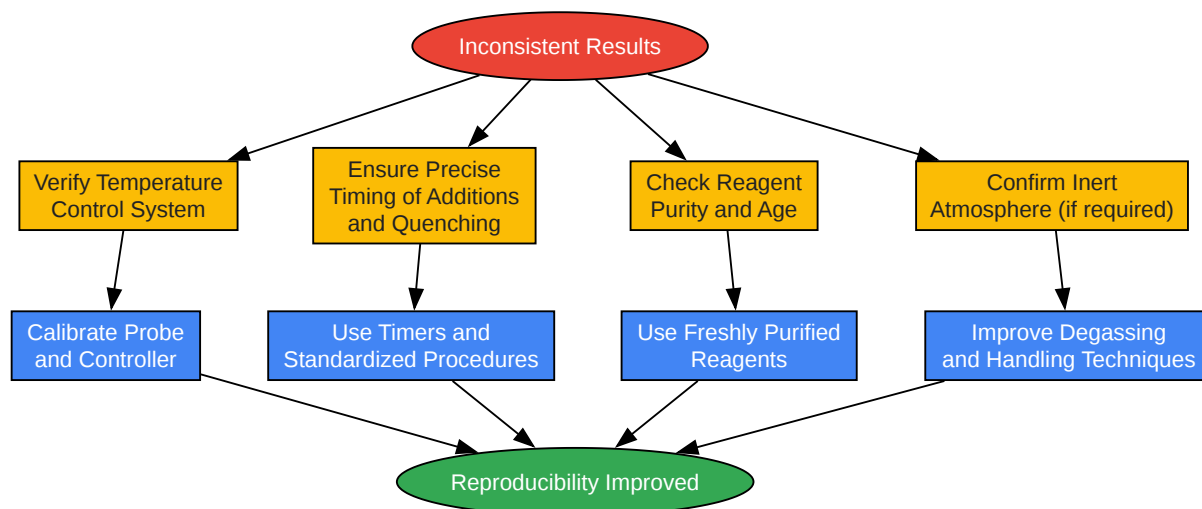 Inconsistent Results
Verify Temperature
Control System
Ensure Precise
Timing of Additions
and Quenching
Check Reagent
Purity and Age
Confirm Inert
Atmosphere (if required)
Calibrate Probe
and Controller
Use Timers and
Standardized Procedures
Use Freshly Purified
Reagents
Improve Degassing
and Handling Techniques
Reproducibility Improved